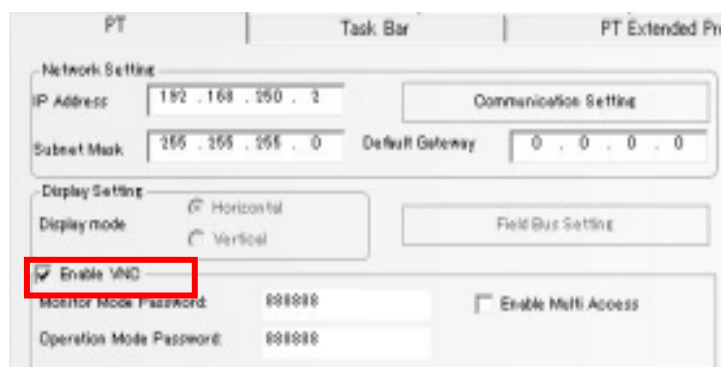 PT Task Bar PT Extended Pr
Network Setting
IP Address 192 . 168 . 250 . 2 Communication Setting
Subnet Mask 255 . 255 . 255 . 0 Default Gateway 0 . 0 . 0 . 0
Display Setting
Display mode Horizontal
Vertical
Field Bus Setting
Enable VNC
Monitor Mode Password: 888888 Enable Multi Access
Operation Mode Password: 888888